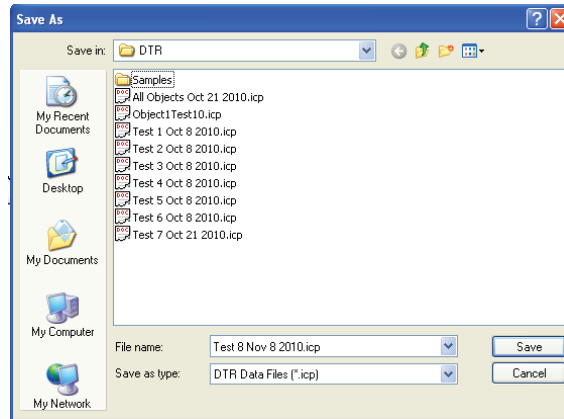 Save As
Save in: DTR
My Recent Documents
Desktop
My Documents
My Computer
My Network
Samples
All Objects Oct 21 2010.icp
Object1Test10.icp
Test 1 Oct 8 2010.icp
Test 2 Oct 8 2010.icp
Test 3 Oct 8 2010.icp
Test 4 Oct 8 2010.icp
Test 5 Oct 8 2010.icp
Test 6 Oct 8 2010.icp
Test 7 Oct 21 2010.icp
File name: Test 8 Nov 8 2010.icp Save
Save as type: DTR Data Files (*.icp) Cancel